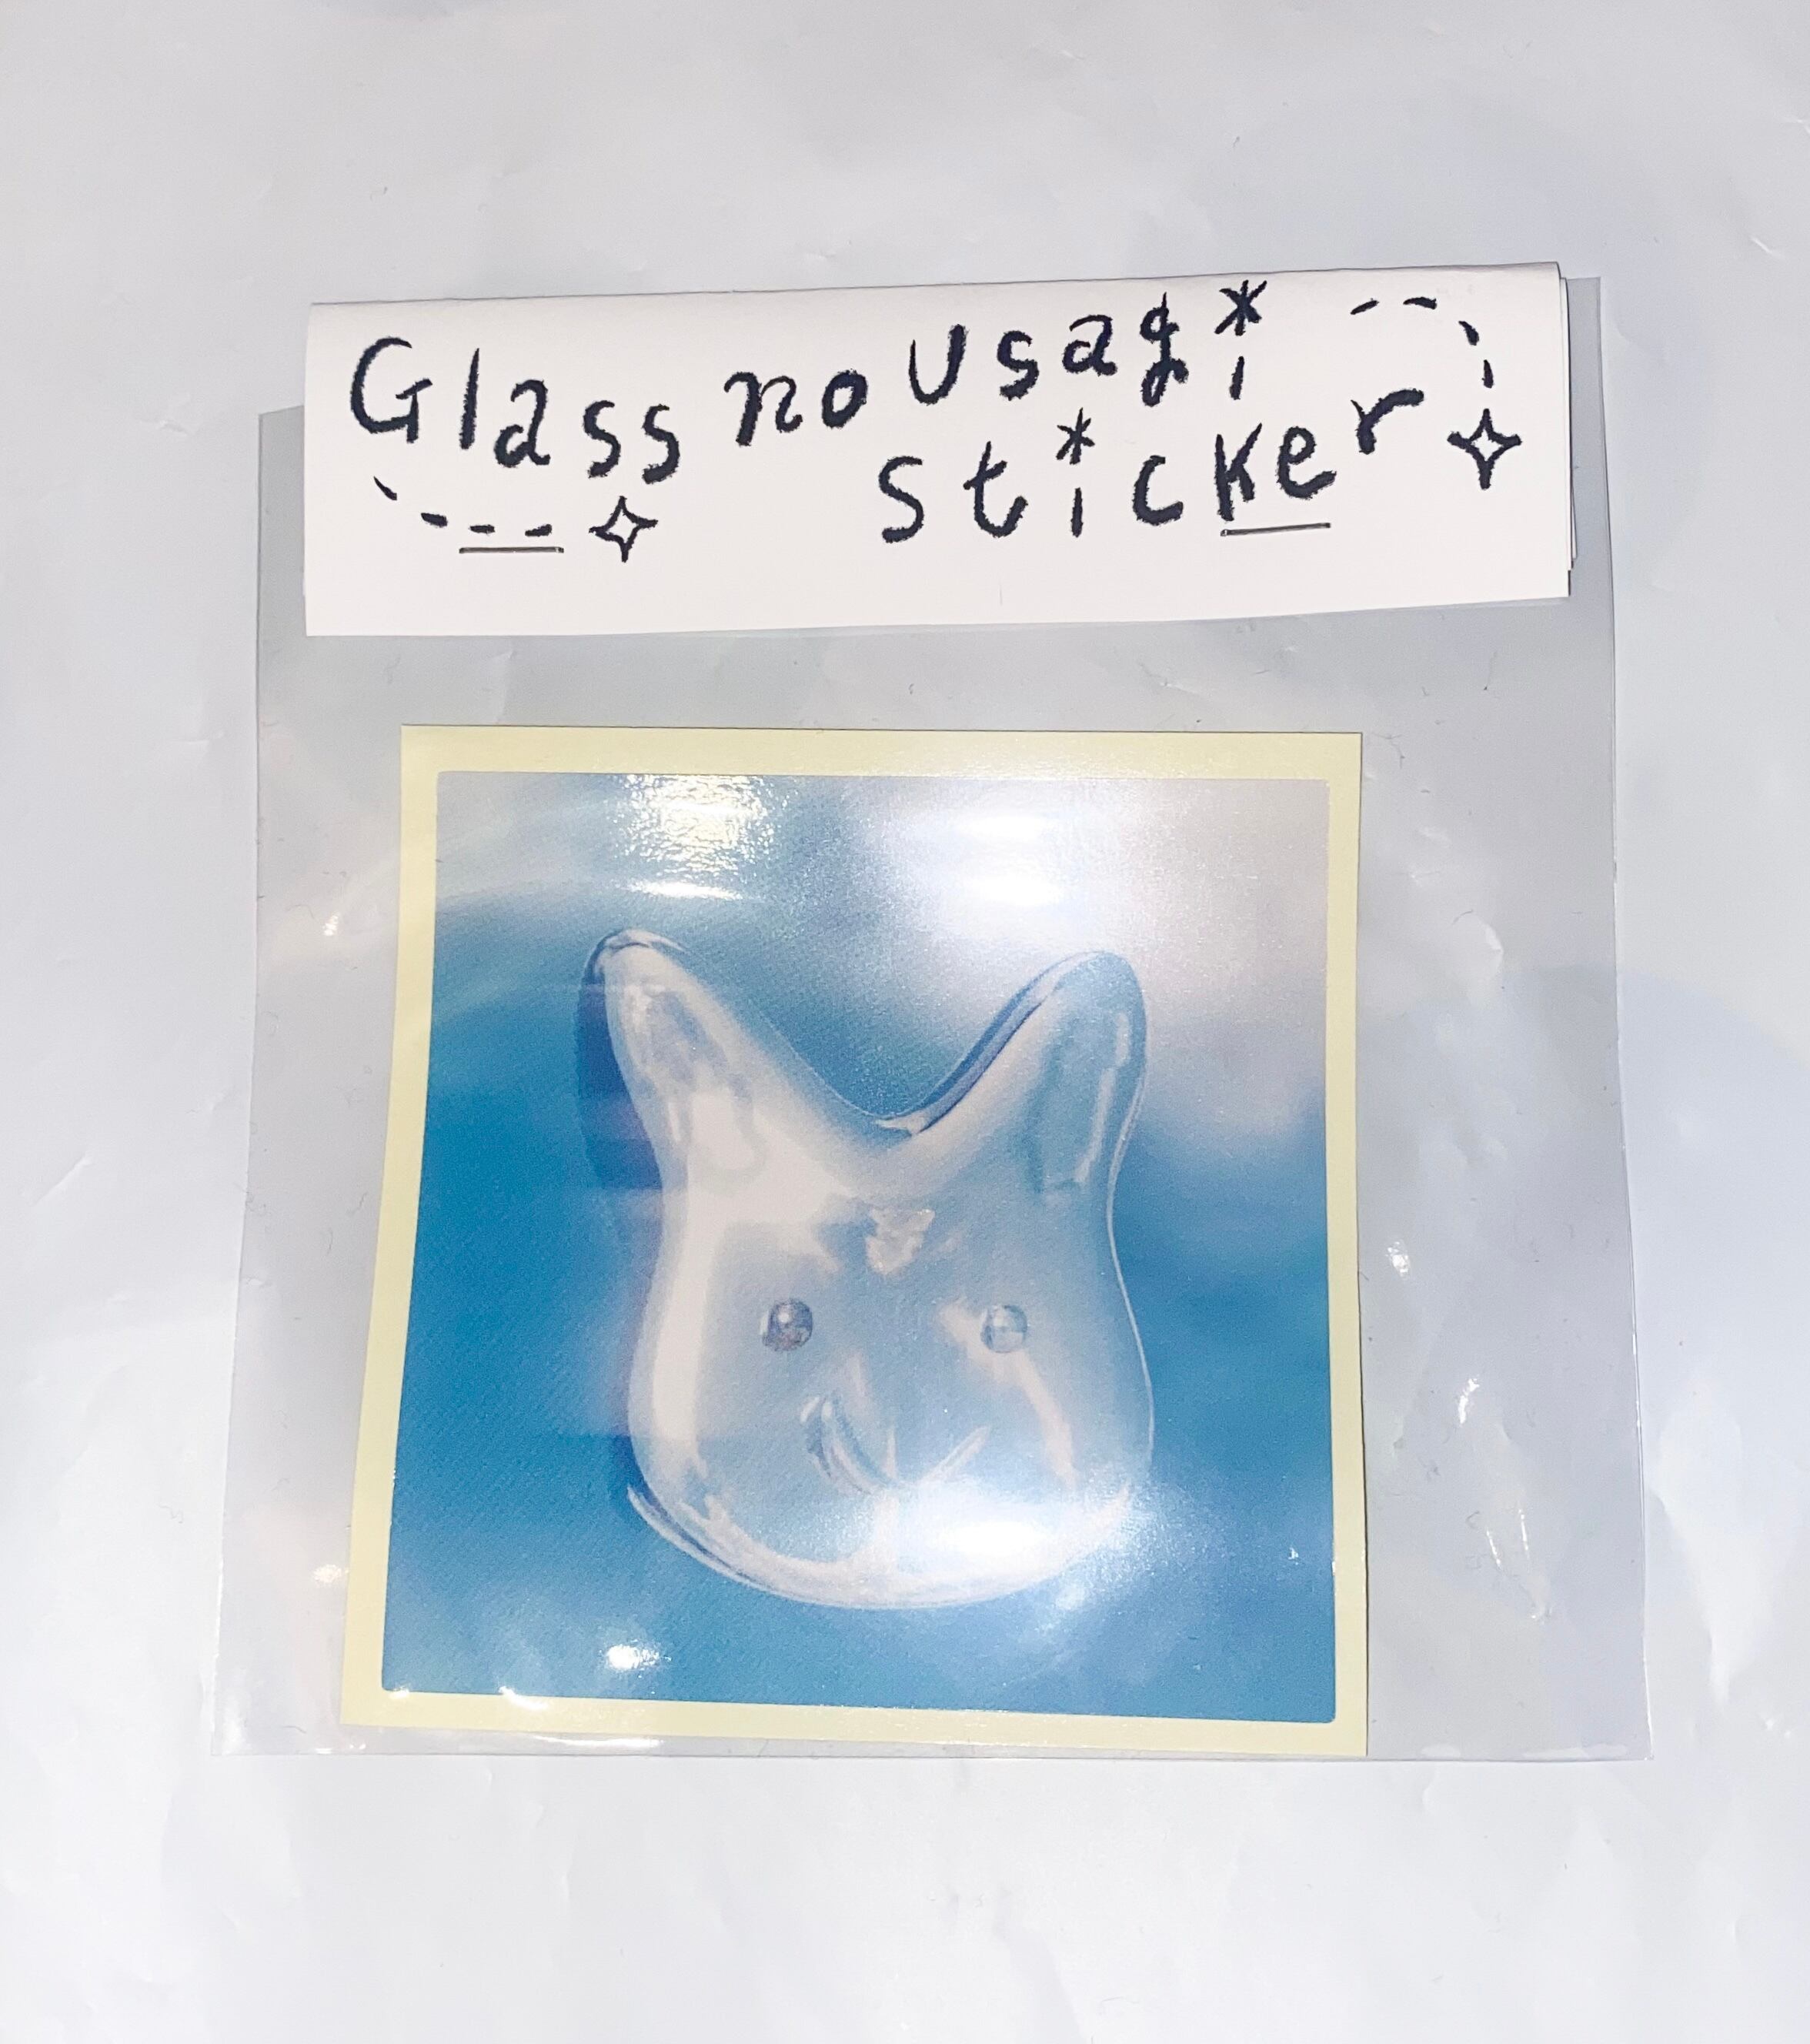 Glass no usagi
sticker